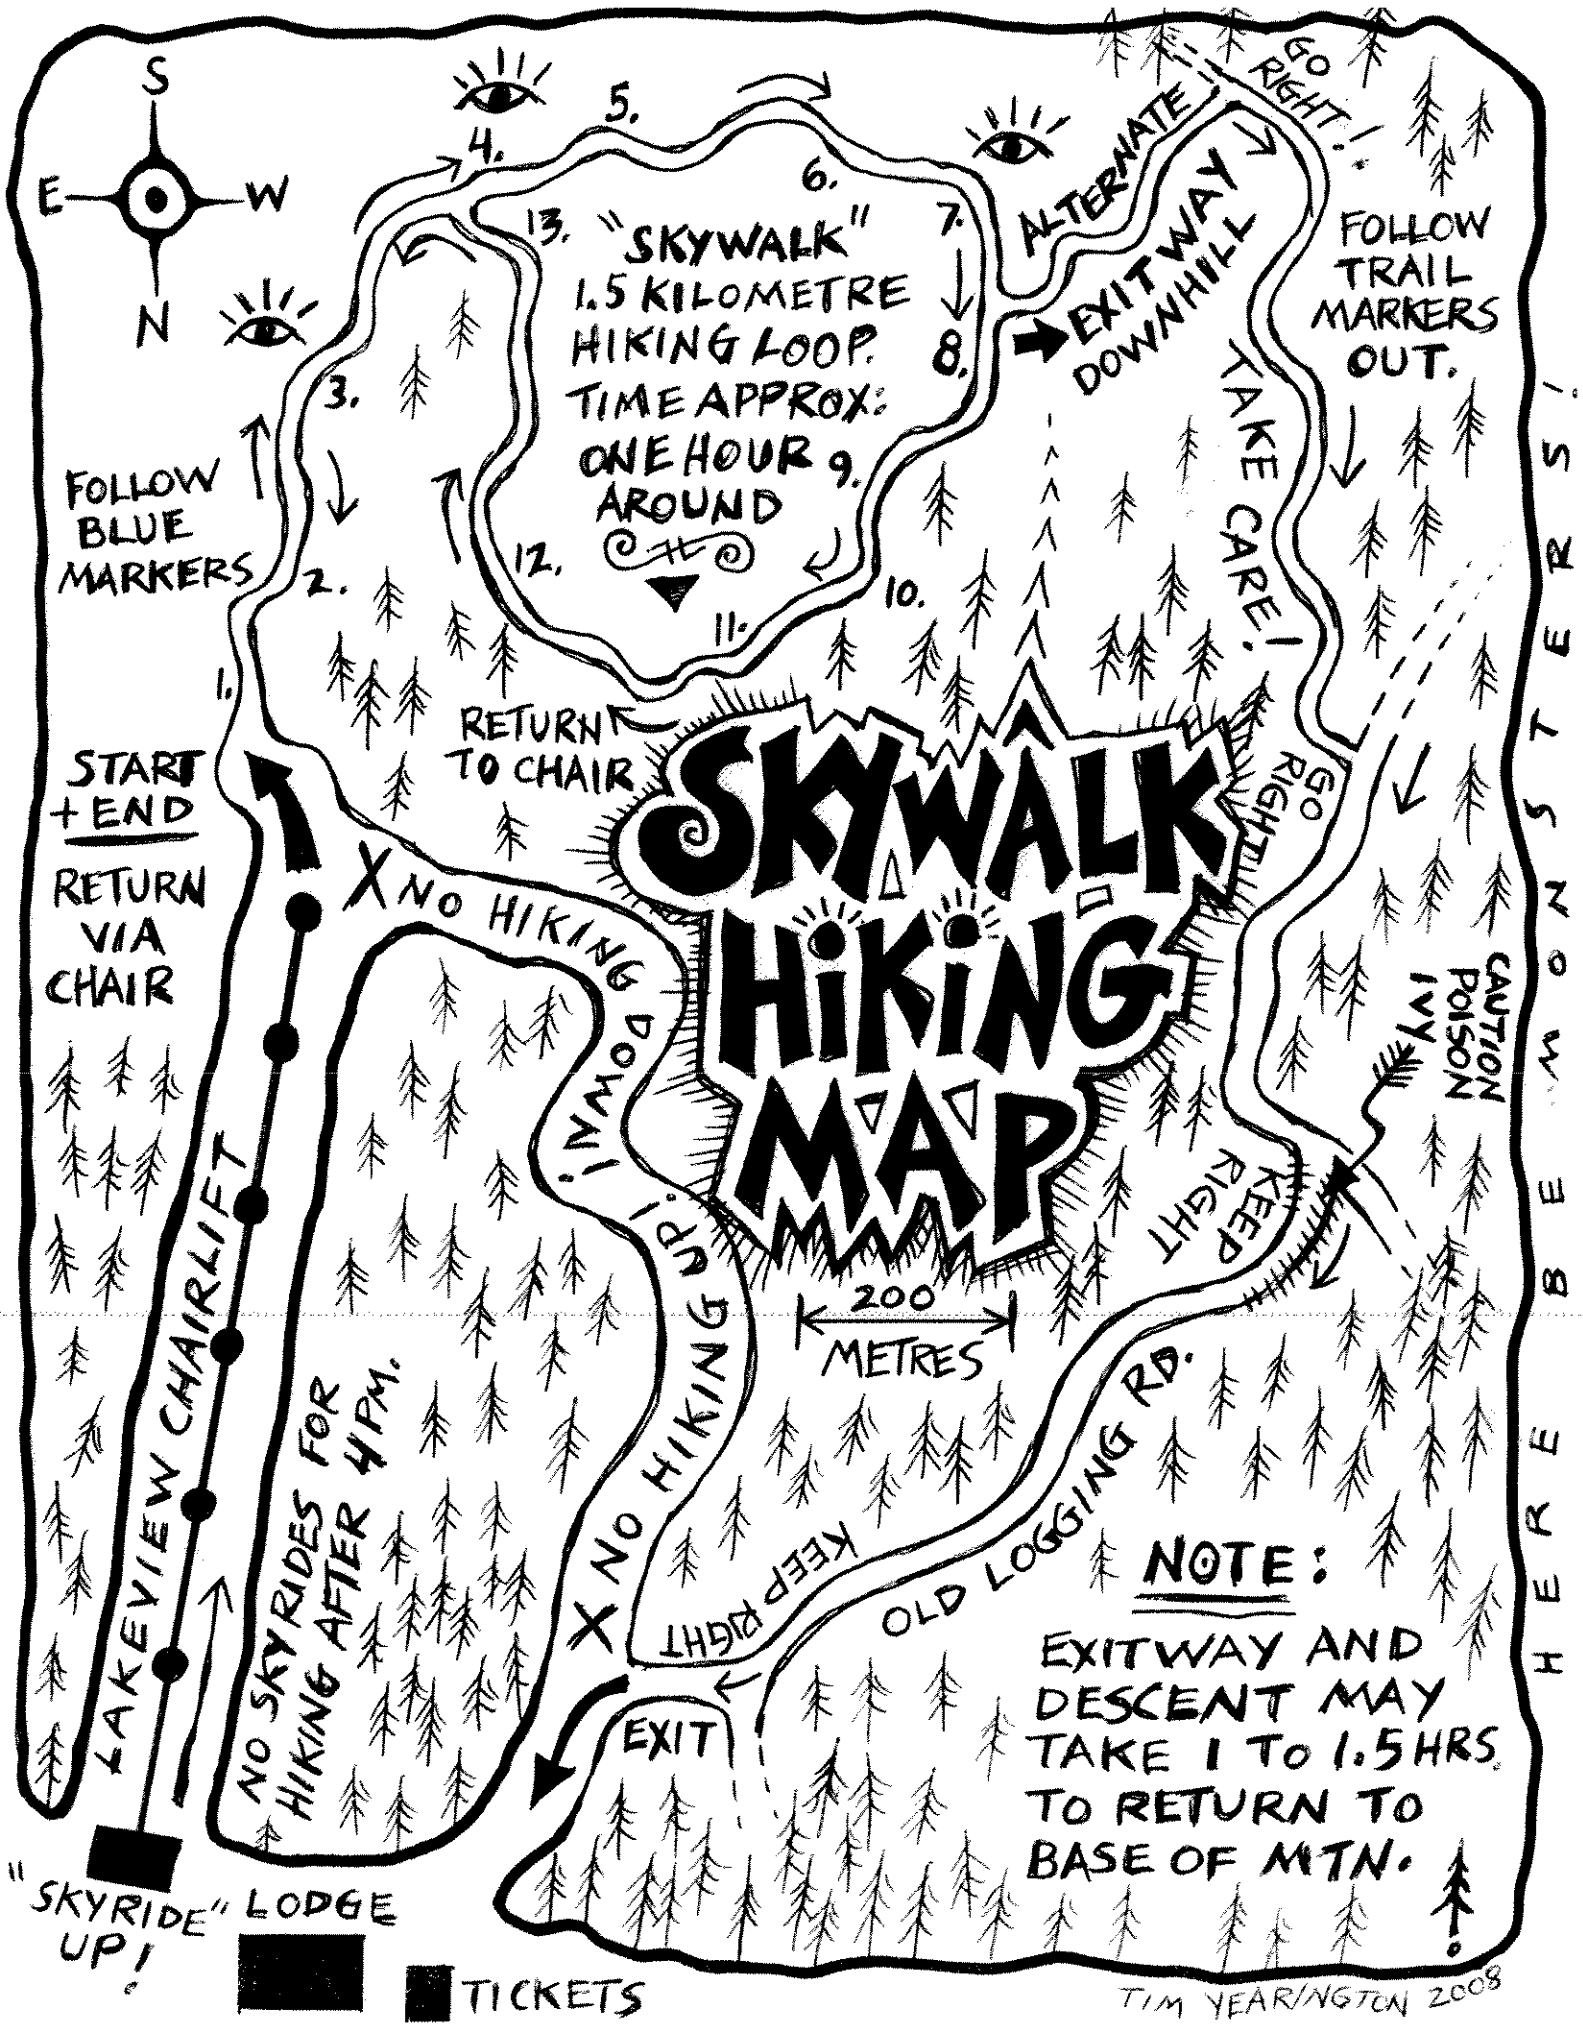 S
E
W
N
4.
5.
6.
7.
8.
9.
10.
11.
12.
13.
3.
2.
1.
"SKYWALK"
1.5 KILOMETRE
HIKING LOOP.
TIME APPROX:
ONE HOUR
AROUND
ALTERNATE
EXITWAY
DOWNHILL
GO
RIGHT!
FOLLOW
TRAIL
MARKERS
OUT.
TAKE CARE!
FOLLOW
BLUE
MARKERS
START
+ END
RETURN
VIA
CHAIR
RETURN
TO CHAIR
SKYWALK
HIKING
MAP
200
METRES
GO
RIGHT
CAUTION
POISON
IVY
HERE BE MONSTERS!
KEEP
RIGHT
X NO HIKING DOWN!
X NO HIKING UP!
LAKEVIEW CHAIRLIFT
NO SKYRIDES FOR
HIKING AFTER 4PM.
OLD LOGGING RD.
KEEP RIGHT
EXIT
NOTE:
EXITWAY AND
DESCENT MAY
TAKE 1 TO 1.5 HRS.
TO RETURN TO
BASE OF MTN.
"SKYRIDE"
UP!
LODGE
TICKETS
TIM YEARINGTON 2008